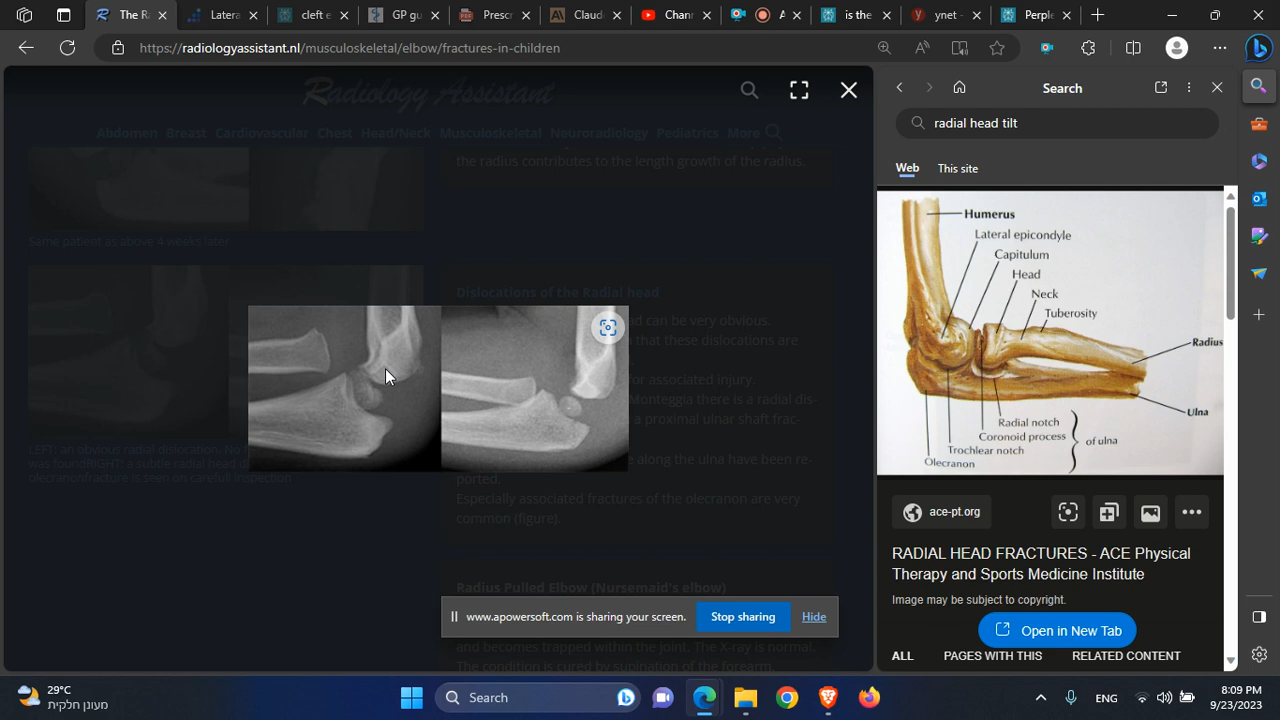 The Ra
Latera
cleft e
GP gu
Prescr
Claud
Chan
A
is the
ynet -
Perple
https://radiologyassistant.nl/musculoskeletal/elbow/fractures-in-children
Radiology Assistant
Abdomen Breast Cardiovascular Chest Head/Neck Musculoskeletal Neuroradiology Pediatrics More
the radius contributes to the length growth of the radius.
Same patient as above 4 weeks later
Dislocations of the Radial head
ad can be very obvious.
that these dislocations are
for associated injury.
Monteggia there is a radial dis-
a proximal ulnar shaft frac-
along the ulna have been re-
ported.
Especially associated fractures of the olecranon are very
common (figure).
LEFT: an obvious radial dislocation. No
was foundRIGHT: a subtle radial head
olecranonfracture is seen on careful inspection
Radius Pulled Elbow (Nursemaid's elbow)
www.apowersoft.com is sharing your screen.
Stop sharing
Hide
and becomes trapped within the joint. The X-ray is normal.
The condition is cured by supination of the forearm.
Search
radial head tilt
Web
This site
Humerus
Lateral epicondyle
Capitulum
Head
Neck
Tuberosity
Radius
Ulna
Radial notch
Coronoid process
of ulna
Trochlear notch
Olecranon
ace-pt.org
RADIAL HEAD FRACTURES - ACE Physical
Therapy and Sports Medicine Institute
Image may be subject to copyright.
Open in New Tab
ALL
PAGES WITH THIS
RELATED CONTENT
29°C
מעונן חלקית
Search
ENG
8:09 PM
9/23/2023